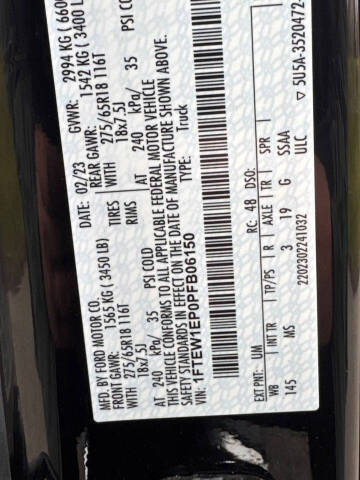 MFD. BY FORD MOTOR CO.
DATE: 02/23 GVWR: 2994 KG (660
FRONT GAWR: 1565 KG (3450 LB) REAR GAWR: 1542 KG (3400 L
WITH 275/65R18 116T TIRES WITH 275/65R18 116T
18x7.5J RIMS 18x7.5J
AT 240 kPa/ 35 PSI COLD AT 240 kPa/ 35 PSI CO
THIS VEHICLE CONFORMS TO ALL APPLICABLE FEDERAL MOTOR VEHICLE
SAFETY STANDARDS IN EFFECT ON THE DATE OF MANUFACTURE SHOWN ABOVE.
VIN: 1FTEW1EP0PFB06150 TYPE: Truck
EXT PNT: UM RC: 48 DSO:
WB INT TR TP/PS R AXLE TR SPR
145 MS 3 19 G SSAA
2202302241032 ULC
5U5A-3520472-